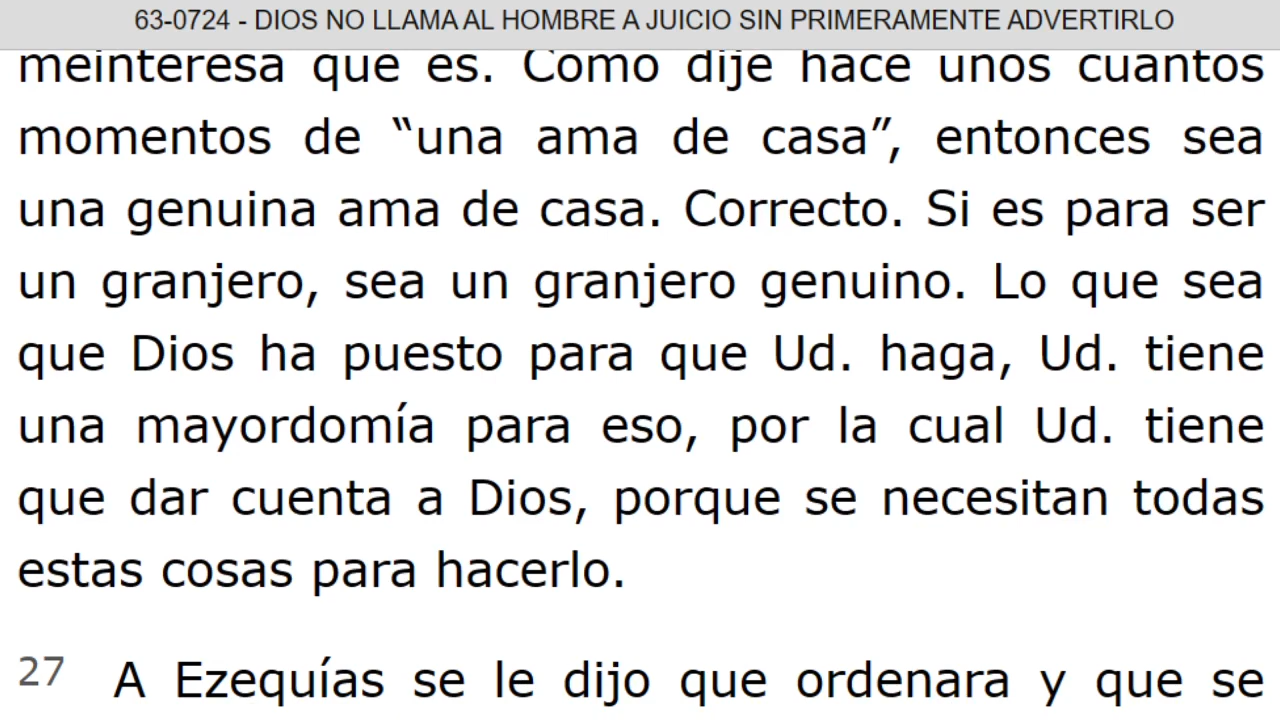 63-0724 - DIOS NO LLAMA AL HOMBRE A JUICIO SIN PRIMERAMENTE ADVERTIRLO
meinteresa que es. Como dije hace unos cuantos
momentos de “una ama de casa”, entonces sea
una genuina ama de casa. Correcto. Si es para ser
un granjero, sea un granjero genuino. Lo que sea
que Dios ha puesto para que Ud. haga, Ud. tiene
una mayordomía para eso, por la cual Ud. tiene
que dar cuenta a Dios, porque se necesitan todas
estas cosas para hacerlo.
27 A Ezequías se le dijo que ordenara y que se